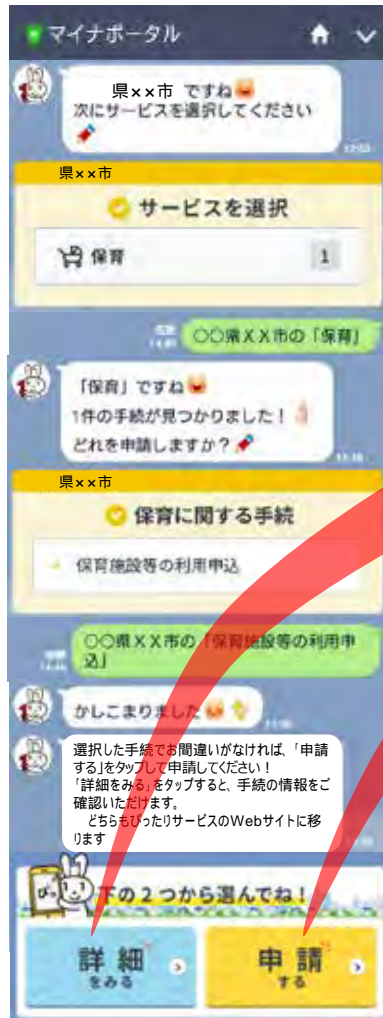 マイナポータル
県××市 ですね
次にサービスを選択してください
県××市
サービスを選択
保育
1
○○県XX市の「保育」
「保育」ですね
1件の手続が見つかりました！
どれを申請しますか？
県××市
保育に関する手続
保育施設等の利用申込
○○県XX市の「保育施設等の利用申
込」
かしこまりました
選択した手続でお間違いがなければ、「申請
する」をタップして申請してください！
「詳細をみる」をタップすると、手続の情報をご
確認いただけます。
どちらもぴったりサービスのWebサイトに移
ります
下の2つから選んでね！
詳細
をみる
申請
する